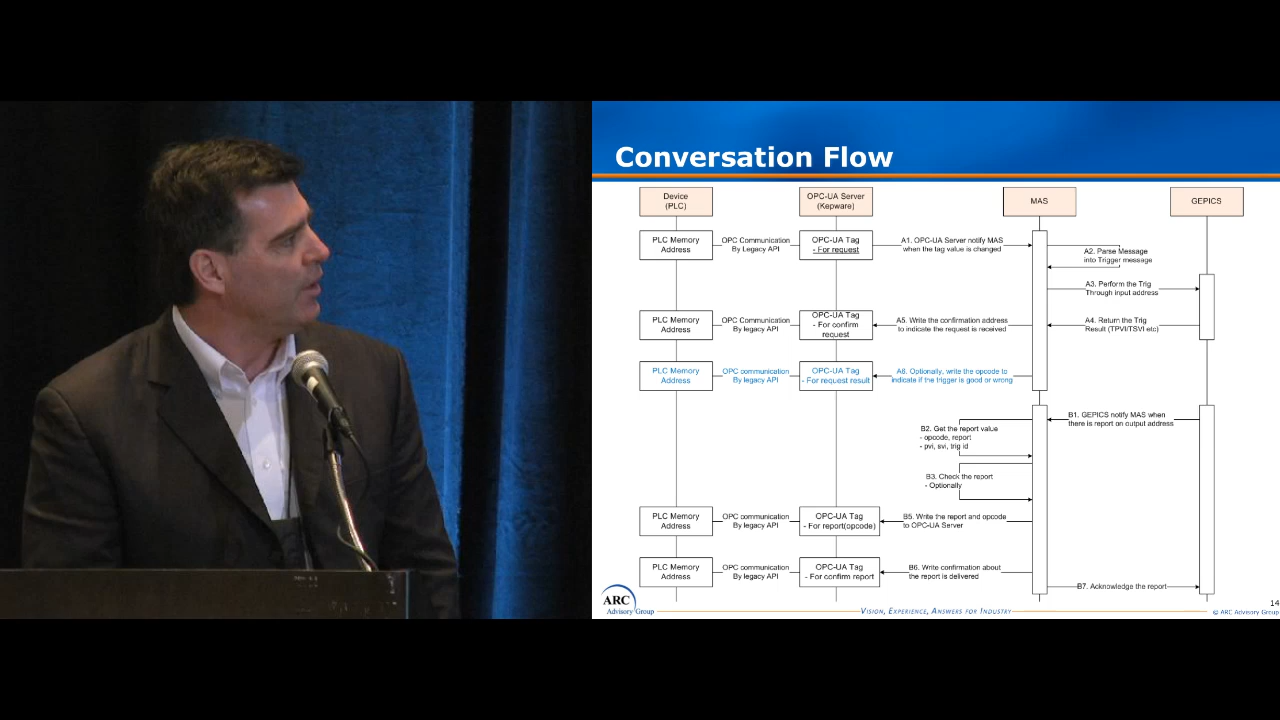 Conversation Flow
Device
(PLC)
OPC-UA Server
(Kepware)
MAS
GEPICS
PLC Memory
Address
OPC Communication
By Legacy API
OPC-UA Tag
- For request
A1. OPC-UA Server notify MAS
when the tag value is changed
A2. Parse Message
into Trigger message
A3. Perform the Trig
Through input address
PLC Memory
Address
OPC Communication
By legacy API
OPC-UA Tag
- For confirm
request
A5. Write the confirmation address
to indicate the request is received
A4. Return the Trig
Result (TPVI/TSVI etc)
PLC Memory
Address
OPC communication
By legacy API
OPC-UA Tag
- For request result
A6. Optionally, write the opcode to
indicate if the trigger is good or wrong
B1. GEPICS notify MAS when
there is report on output address
B2. Get the report value
- opcode, report
- pvi, svi, trig id
B3. Check the report
- Optionally
PLC Memory
Address
OPC communication
By legacy API
OPC-UA Tag
- For report(opcode)
B5. Write the report and opcode
to OPC-UA Server
PLC Memory
Address
OPC communication
By legacy API
OPC-UA Tag
- For confirm report
B6. Write confirmation about
the report is delivered
B7. Acknowledge the report
ARC
Advisory Group
VISION, EXPERIENCE, ANSWERS FOR INDUSTRY
14
© ARC Advisory Group